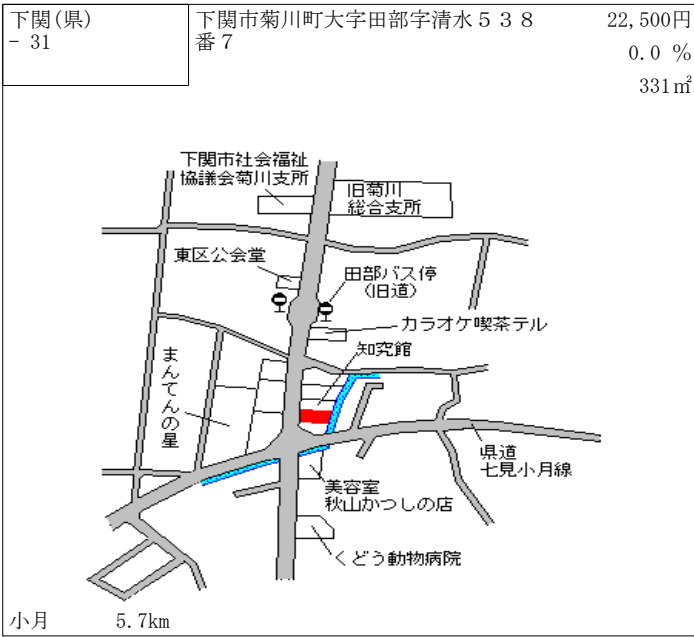 下関(県)
- 31
下関市菊川町大字田部字清水５３８
番７
22,500円
0.0 %
331㎡
下関市社会福祉
協議会菊川支所
旧菊川
総合支所
東区公会堂
田部バス停
(旧道)
カラオケ喫茶テル
知究館
まんてんの星
県道
七見小月線
美容室
秋山かつしの店
くどう動物病院
小月 5.7km